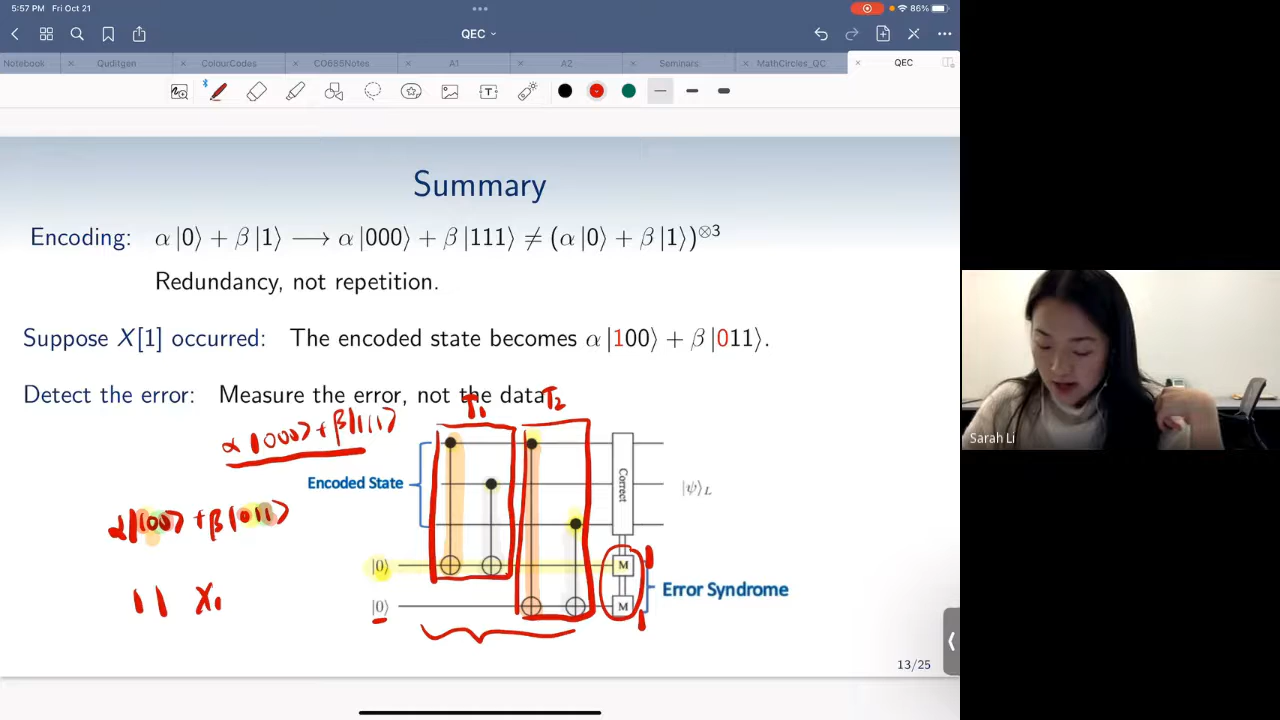 5:57 PM Fri Oct 21
86%
QEC
Notebook
Quditgen
ColourCodes
CO685Notes
A1
A2
Seminars
MathCircles_QC
QEC
Summary
Encoding: α|0⟩ + β|1⟩ ⟶ α|000⟩ + β|111⟩ ≠ (α|0⟩ + β|1⟩)⊗3
Redundancy, not repetition.
Suppose X[1] occurred: The encoded state becomes α|100⟩ + β|011⟩.
Detect the error: Measure the error, not the data
T1 T2
α|000⟩ + β|111⟩
Encoded State
Correct
|ψ⟩L
α|100⟩ + β|011⟩
|0⟩ M 1
11 X1
Error Syndrome
|0⟩ M 1
13/25
Sarah Li